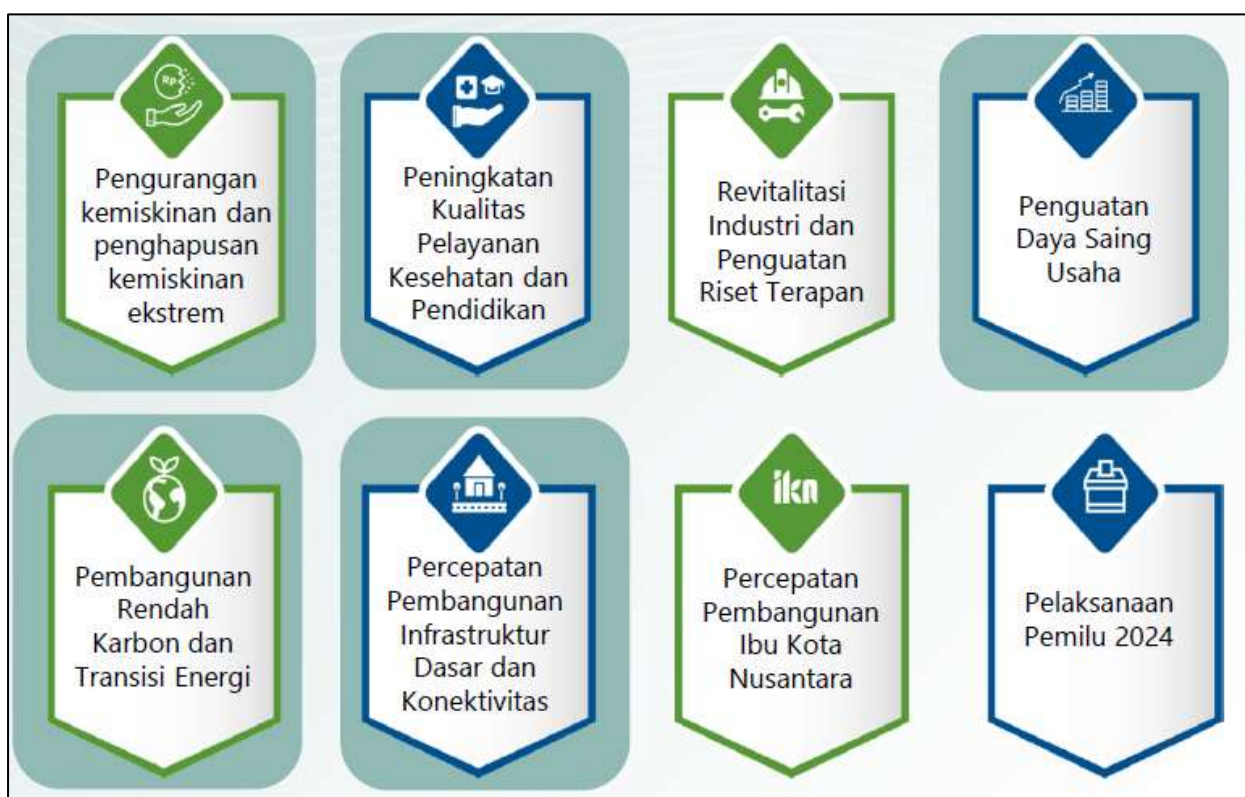 Rp
Pengurangan
kemiskinan dan
penghapusan
kemiskinan
ekstrem
Peningkatan
Kualitas
Pelayanan
Kesehatan dan
Pendidikan
Revitalitasi
Industri dan
Penguatan
Riset Terapan
Penguatan
Daya Saing
Usaha
Pembangunan
Rendah
Karbon dan
Transisi Energi
Percepatan
Pembangunan
Infrastruktur
Dasar dan
Konektivitas
ikn
Percepatan
Pembangunan
Ibu Kota
Nusantara
Pelaksanaan
Pemilu 2024